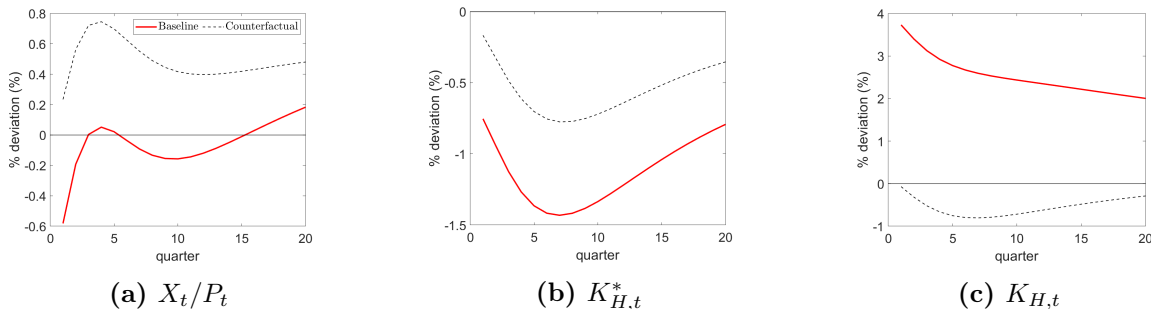 0.8
0.6
0.4
0.2
0
-0.2
-0.4
-0.6
% deviation (%)
Baseline
Counterfactual
0 5 10 15 20
quarter
(a) X_t/P_t
0
-0.5
-1
-1.5
% deviation (%)
0 5 10 15 20
quarter
(b) K*_{H,t}
4
3
2
1
0
-1
% deviation (%)
0 5 10 15 20
quarter
(c) K_{H,t}